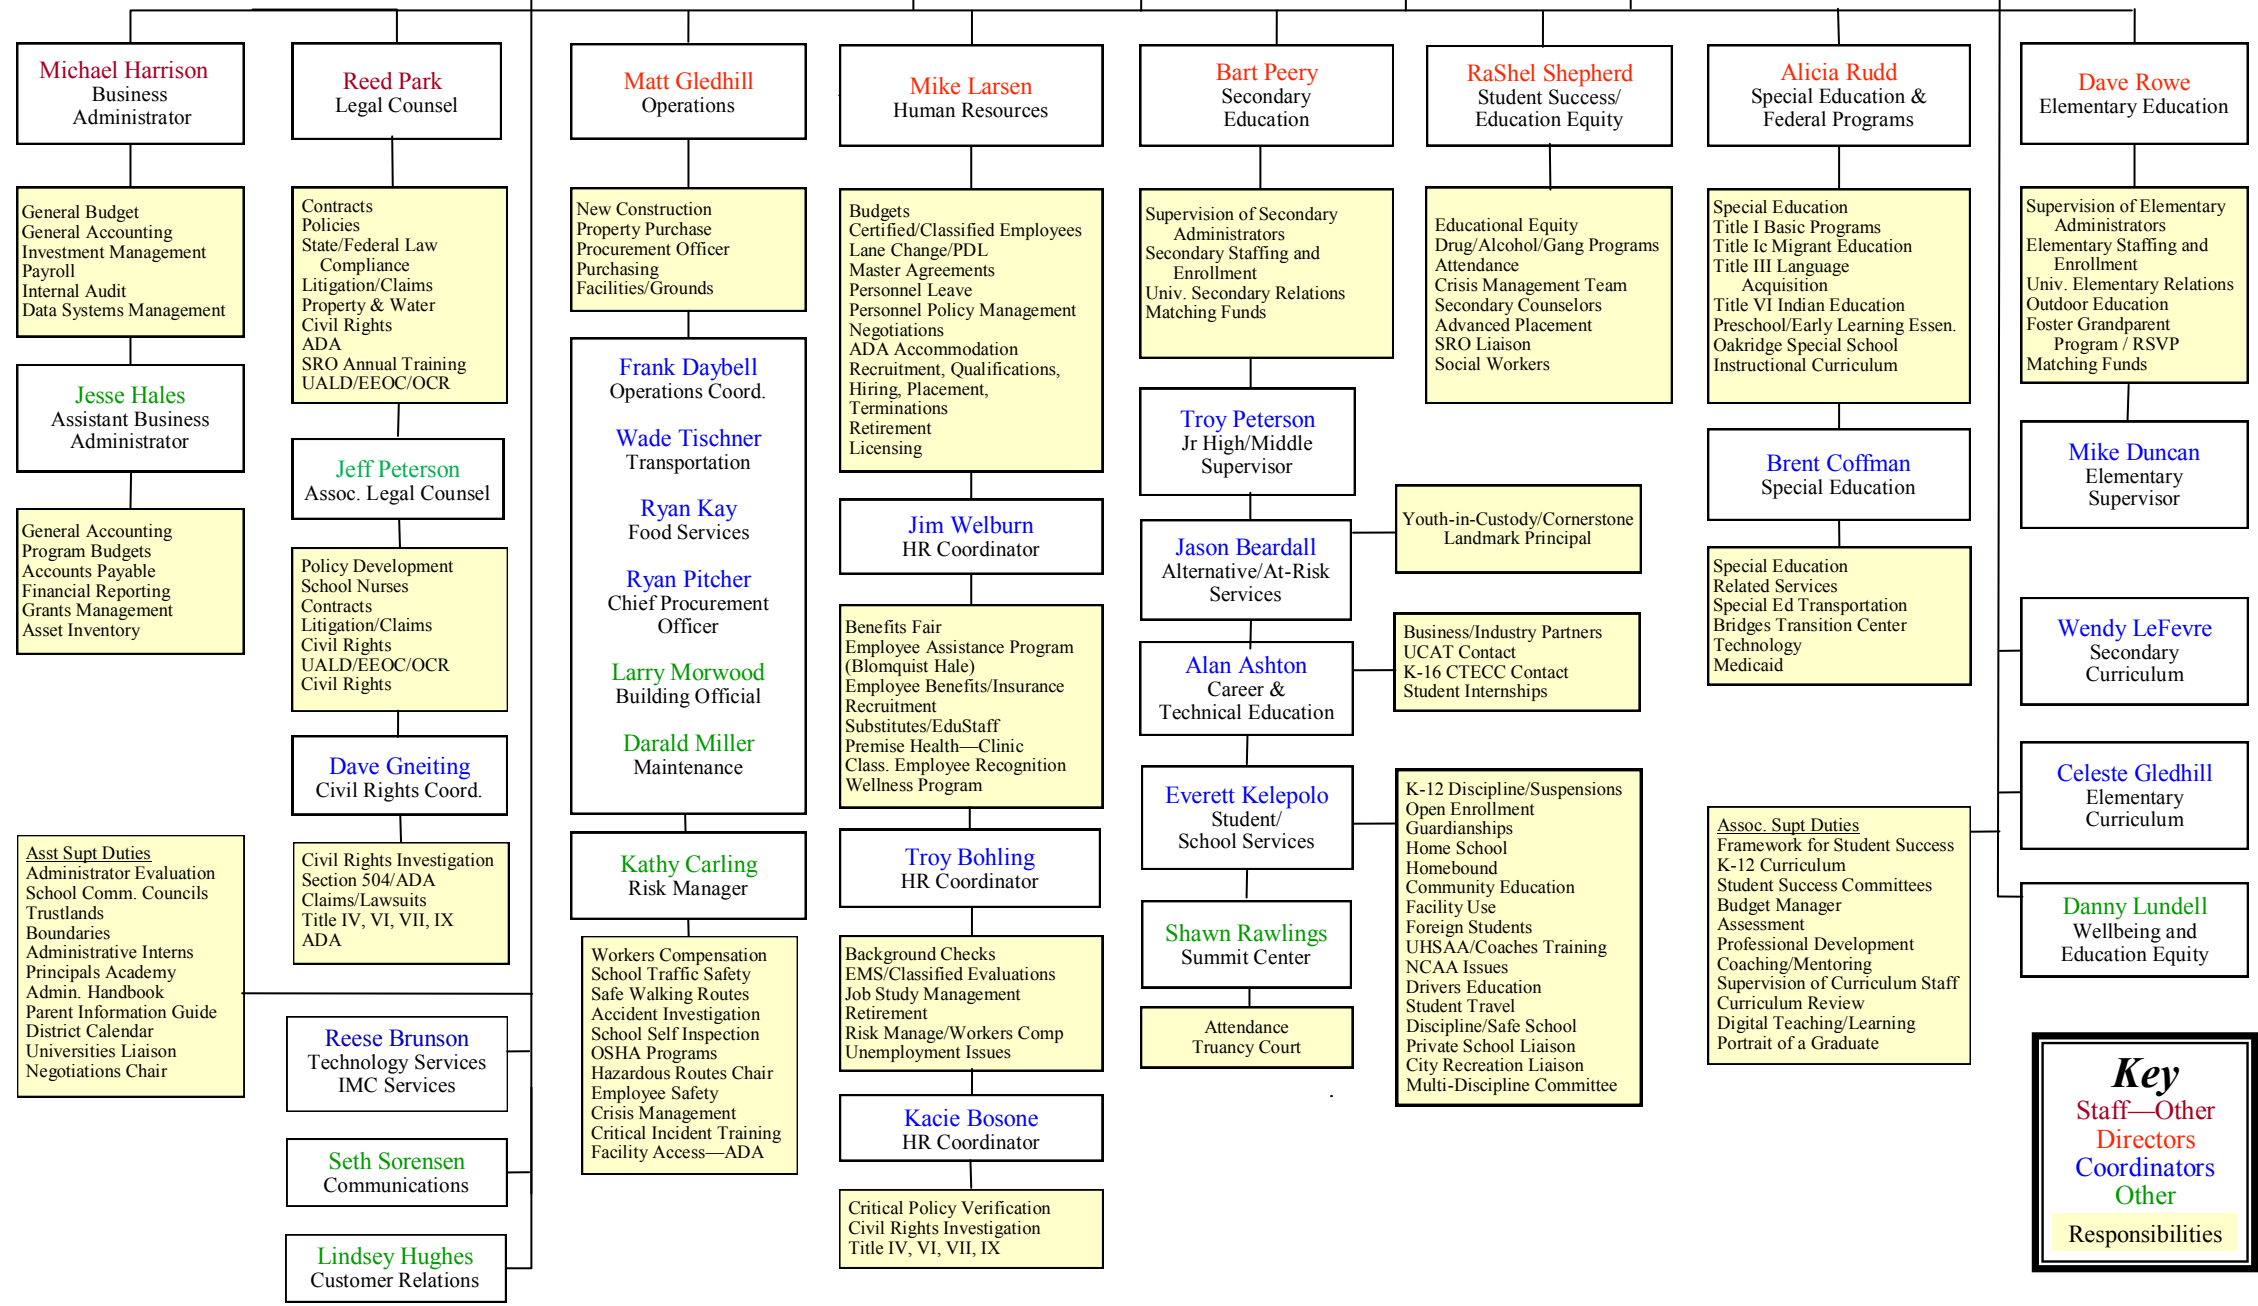 Michael Harrison
Business
Administrator
General Budget
General Accounting
Investment Management
Payroll
Internal Audit
Data Systems Management
Jesse Hales
Assistant Business
Administrator
General Accounting
Program Budgets
Accounts Payable
Financial Reporting
Grants Management
Asset Inventory
Asst Supt Duties
Administrator Evaluation
School Comm. Councils
Trustlands
Boundaries
Administrative Interns
Principals Academy
Admin. Handbook
Parent Information Guide
District Calendar
Universities Liaison
Negotiations Chair
Reed Park
Legal Counsel
Contracts
Policies
State/Federal Law
Compliance
Litigation/Claims
Property & Water
Civil Rights
ADA
SRO Annual Training
UALD/EEOC/OCR
Jeff Peterson
Assoc. Legal Counsel
Policy Development
School Nurses
Contracts
Litigation/Claims
Civil Rights
UALD/EEOC/OCR
Civil Rights
Dave Gneiting
Civil Rights Coord.
Civil Rights Investigation
Section 504/ADA
Claims/Lawsuits
Title IV, VI, VII, IX
ADA
Reese Brunson
Technology Services
IMC Services
Seth Sorensen
Communications
Lindsey Hughes
Customer Relations
Matt Gledhill
Operations
New Construction
Property Purchase
Procurement Officer
Purchasing
Facilities/Grounds
Frank Daybell
Operations Coord.
Wade Tischner
Transportation
Ryan Kay
Food Services
Ryan Pitcher
Chief Procurement
Officer
Larry Morwood
Building Official
Darald Miller
Maintenance
Kathy Carling
Risk Manager
Workers Compensation
School Traffic Safety
Safe Walking Routes
Accident Investigation
School Self Inspection
OSHA Programs
Hazardous Routes Chair
Employee Safety
Crisis Management
Critical Incident Training
Facility Access—ADA
Mike Larsen
Human Resources
Budgets
Certified/Classified Employees
Lane Change/PDL
Master Agreements
Personnel Leave
Personnel Policy Management
Negotiations
ADA Accommodation
Recruitment, Qualifications,
Hiring, Placement,
Terminations
Retirement
Licensing
Jim Welburn
HR Coordinator
Benefits Fair
Employee Assistance Program
(Blomquist Hale)
Employee Benefits/Insurance
Recruitment
Substitutes/EduStaff
Premise Health—Clinic
Class. Employee Recognition
Wellness Program
Troy Bohling
HR Coordinator
Background Checks
EMS/Classified Evaluations
Job Study Management
Retirement
Risk Manage/Workers Comp
Unemployment Issues
Kacie Bosone
HR Coordinator
Critical Policy Verification
Civil Rights Investigation
Title IV, VI, VII, IX
Bart Peery
Secondary
Education
Supervision of Secondary
Administrators
Secondary Staffing and
Enrollment
Univ. Secondary Relations
Matching Funds
Troy Peterson
Jr High/Middle
Supervisor
Jason Beardall
Alternative/At-Risk
Services
Youth-in-Custody/Cornerstone
Landmark Principal
Alan Ashton
Career &
Technical Education
Business/Industry Partners
UCAT Contact
K-16 CTECC Contact
Student Internships
Everett Kelepolo
Student/
School Services
K-12 Discipline/Suspensions
Open Enrollment
Guardianships
Home School
Homebound
Community Education
Facility Use
Foreign Students
UHSAA/Coaches Training
NCAA Issues
Drivers Education
Student Travel
Discipline/Safe School
Private School Liaison
City Recreation Liaison
Multi-Discipline Committee
Shawn Rawlings
Summit Center
Attendance
Truancy Court
RaShel Shepherd
Student Success/
Education Equity
Educational Equity
Drug/Alcohol/Gang Programs
Attendance
Crisis Management Team
Secondary Counselors
Advanced Placement
SRO Liaison
Social Workers
Alicia Rudd
Special Education &
Federal Programs
Special Education
Title I Basic Programs
Title Ic Migrant Education
Title III Language
Acquisition
Title VI Indian Education
Preschool/Early Learning Essen.
Oakridge Special School
Instructional Curriculum
Brent Coffman
Special Education
Special Education
Related Services
Special Ed Transportation
Bridges Transition Center
Technology
Medicaid
Assoc. Supt Duties
Framework for Student Success
K-12 Curriculum
Student Success Committees
Budget Manager
Assessment
Professional Development
Coaching/Mentoring
Supervision of Curriculum Staff
Curriculum Review
Digital Teaching/Learning
Portrait of a Graduate
Dave Rowe
Elementary Education
Supervision of Elementary
Administrators
Elementary Staffing and
Enrollment
Univ. Elementary Relations
Outdoor Education
Foster Grandparent
Program / RSVP
Matching Funds
Mike Duncan
Elementary
Supervisor
Wendy LeFevre
Secondary
Curriculum
Celeste Gledhill
Elementary
Curriculum
Danny Lundell
Wellbeing and
Education Equity
Key
Staff—Other
Directors
Coordinators
Other
Responsibilities